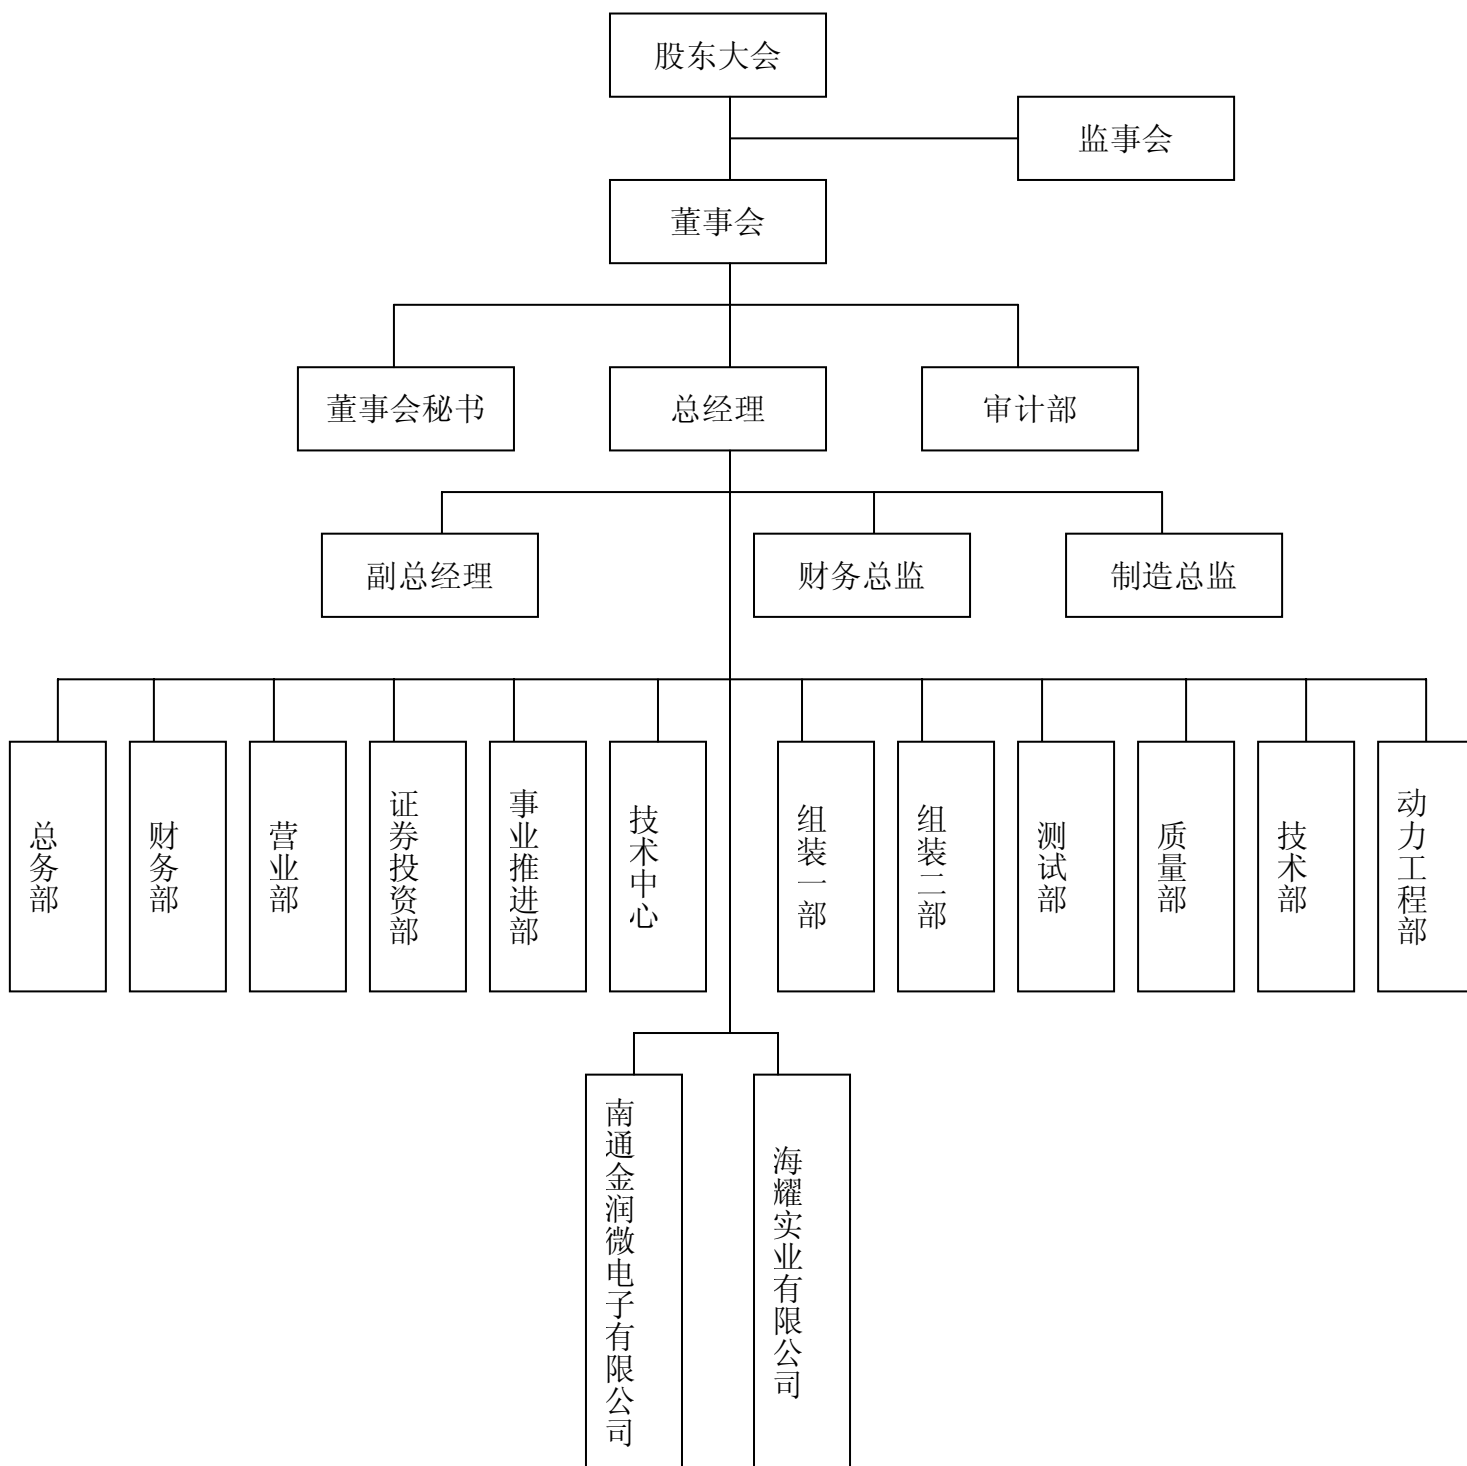 股东大会
监事会
董事会
董事会秘书
总经理
审计部
副总经理
财务总监
制造总监
总务部
财务部
营业部
证券投资部
事业推进部
技术中心
组装一部
组装二部
测试部
质量部
技术部
动力工程部
南通金润微电子有限公司
海耀实业有限公司